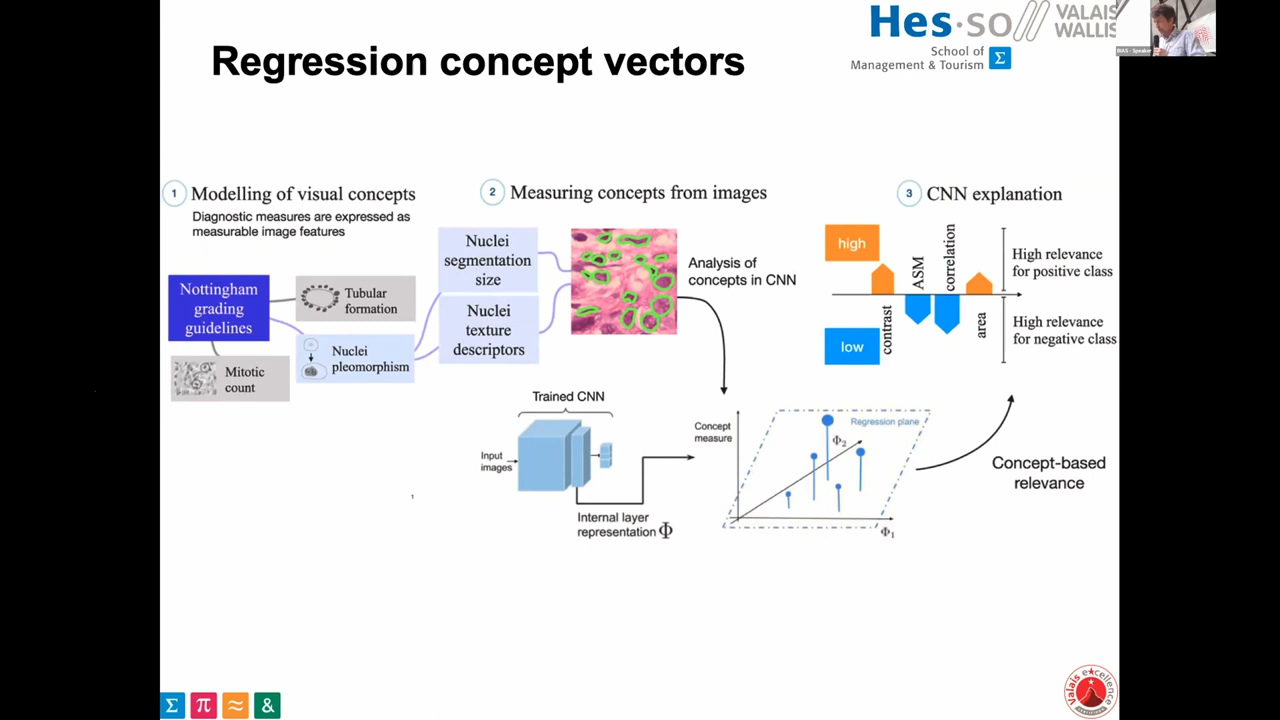 Regression concept vectors
Hes·so VALAIS
WALLIS
School of
Management & Tourism Σ
1 Modelling of visual concepts
Diagnostic measures are expressed as
measurable image features
Nottingham
grading
guidelines
Tubular
formation
Nuclei
pleomorphism
Mitotic
count
2 Measuring concepts from images
Nuclei
segmentation
size
Nuclei
texture
descriptors
Analysis of
concepts in CNN
Trained CNN
Input
images
Internal layer
representation Φ
Concept
measure
Regression plane
Φ2
Φ1
3 CNN explanation
high
low
contrast
ASM
correlation
area
High relevance
for positive class
High relevance
for negative class
Concept-based
relevance
1
Σ π ≈ &
Valais excellence